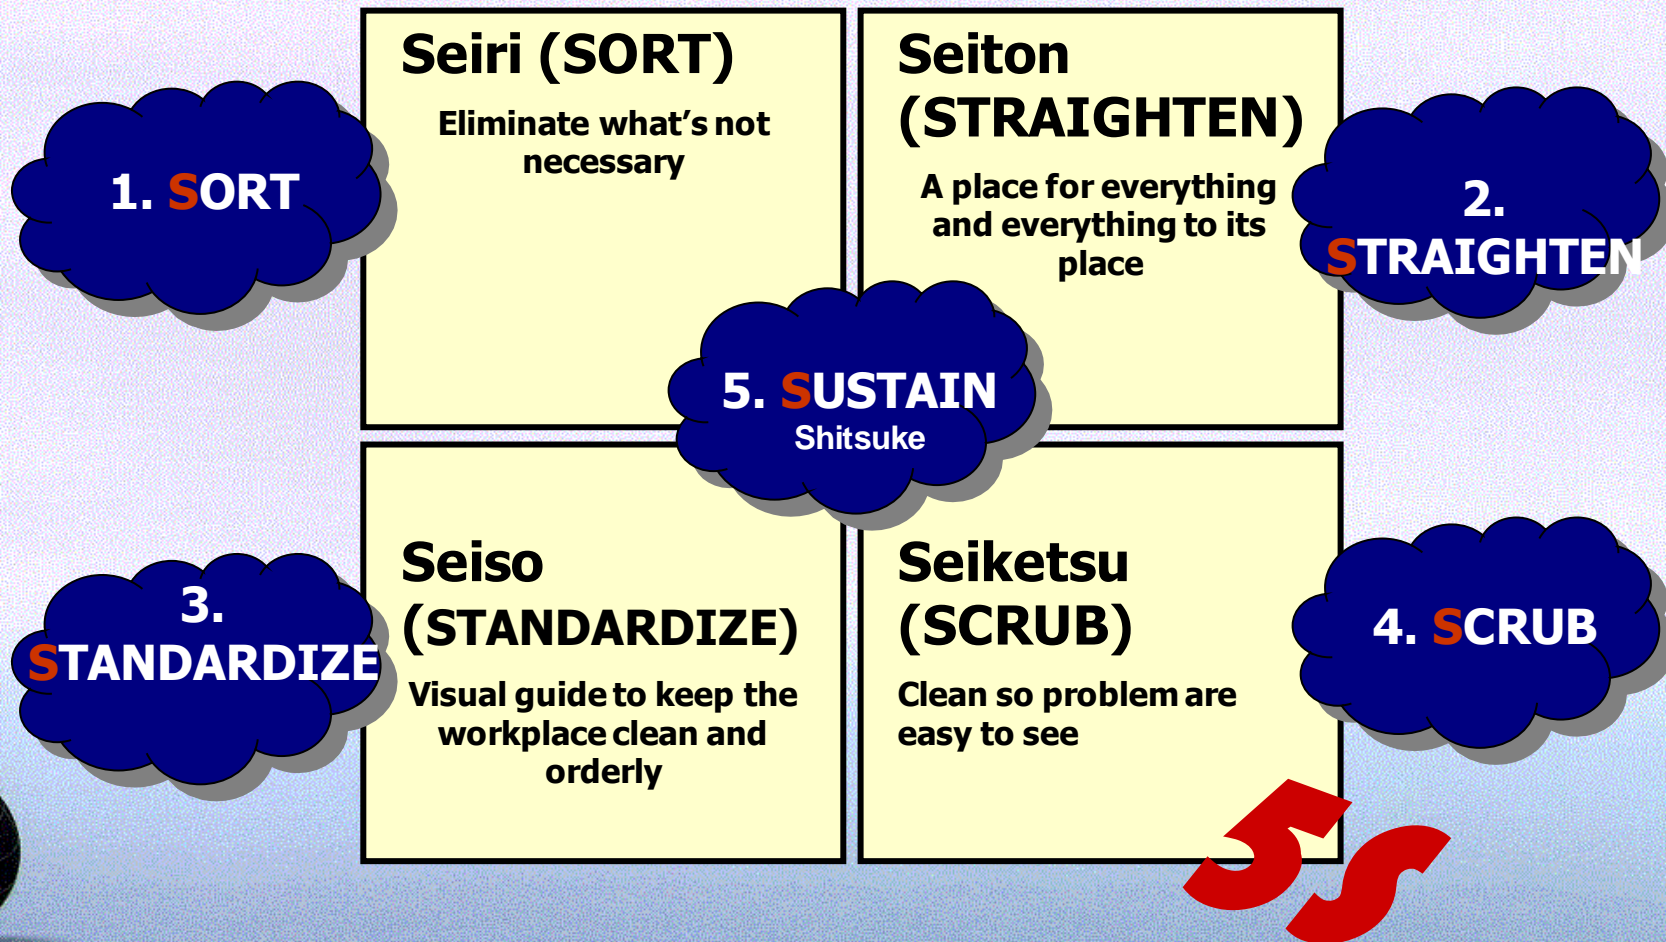 1. SORT
Seiri (SORT)
Eliminate what's not
necessary
Seiton
(STRAIGHTEN)
A place for everything
and everything to its
place
2.
STRAIGHTEN
5. SUSTAIN
Shitsuke
3.
STANDARDIZE
Seiso
(STANDARDIZE)
Visual guide to keep the
workplace clean and
orderly
Seiketsu
(SCRUB)
Clean so problem are
easy to see
4. SCRUB
5S